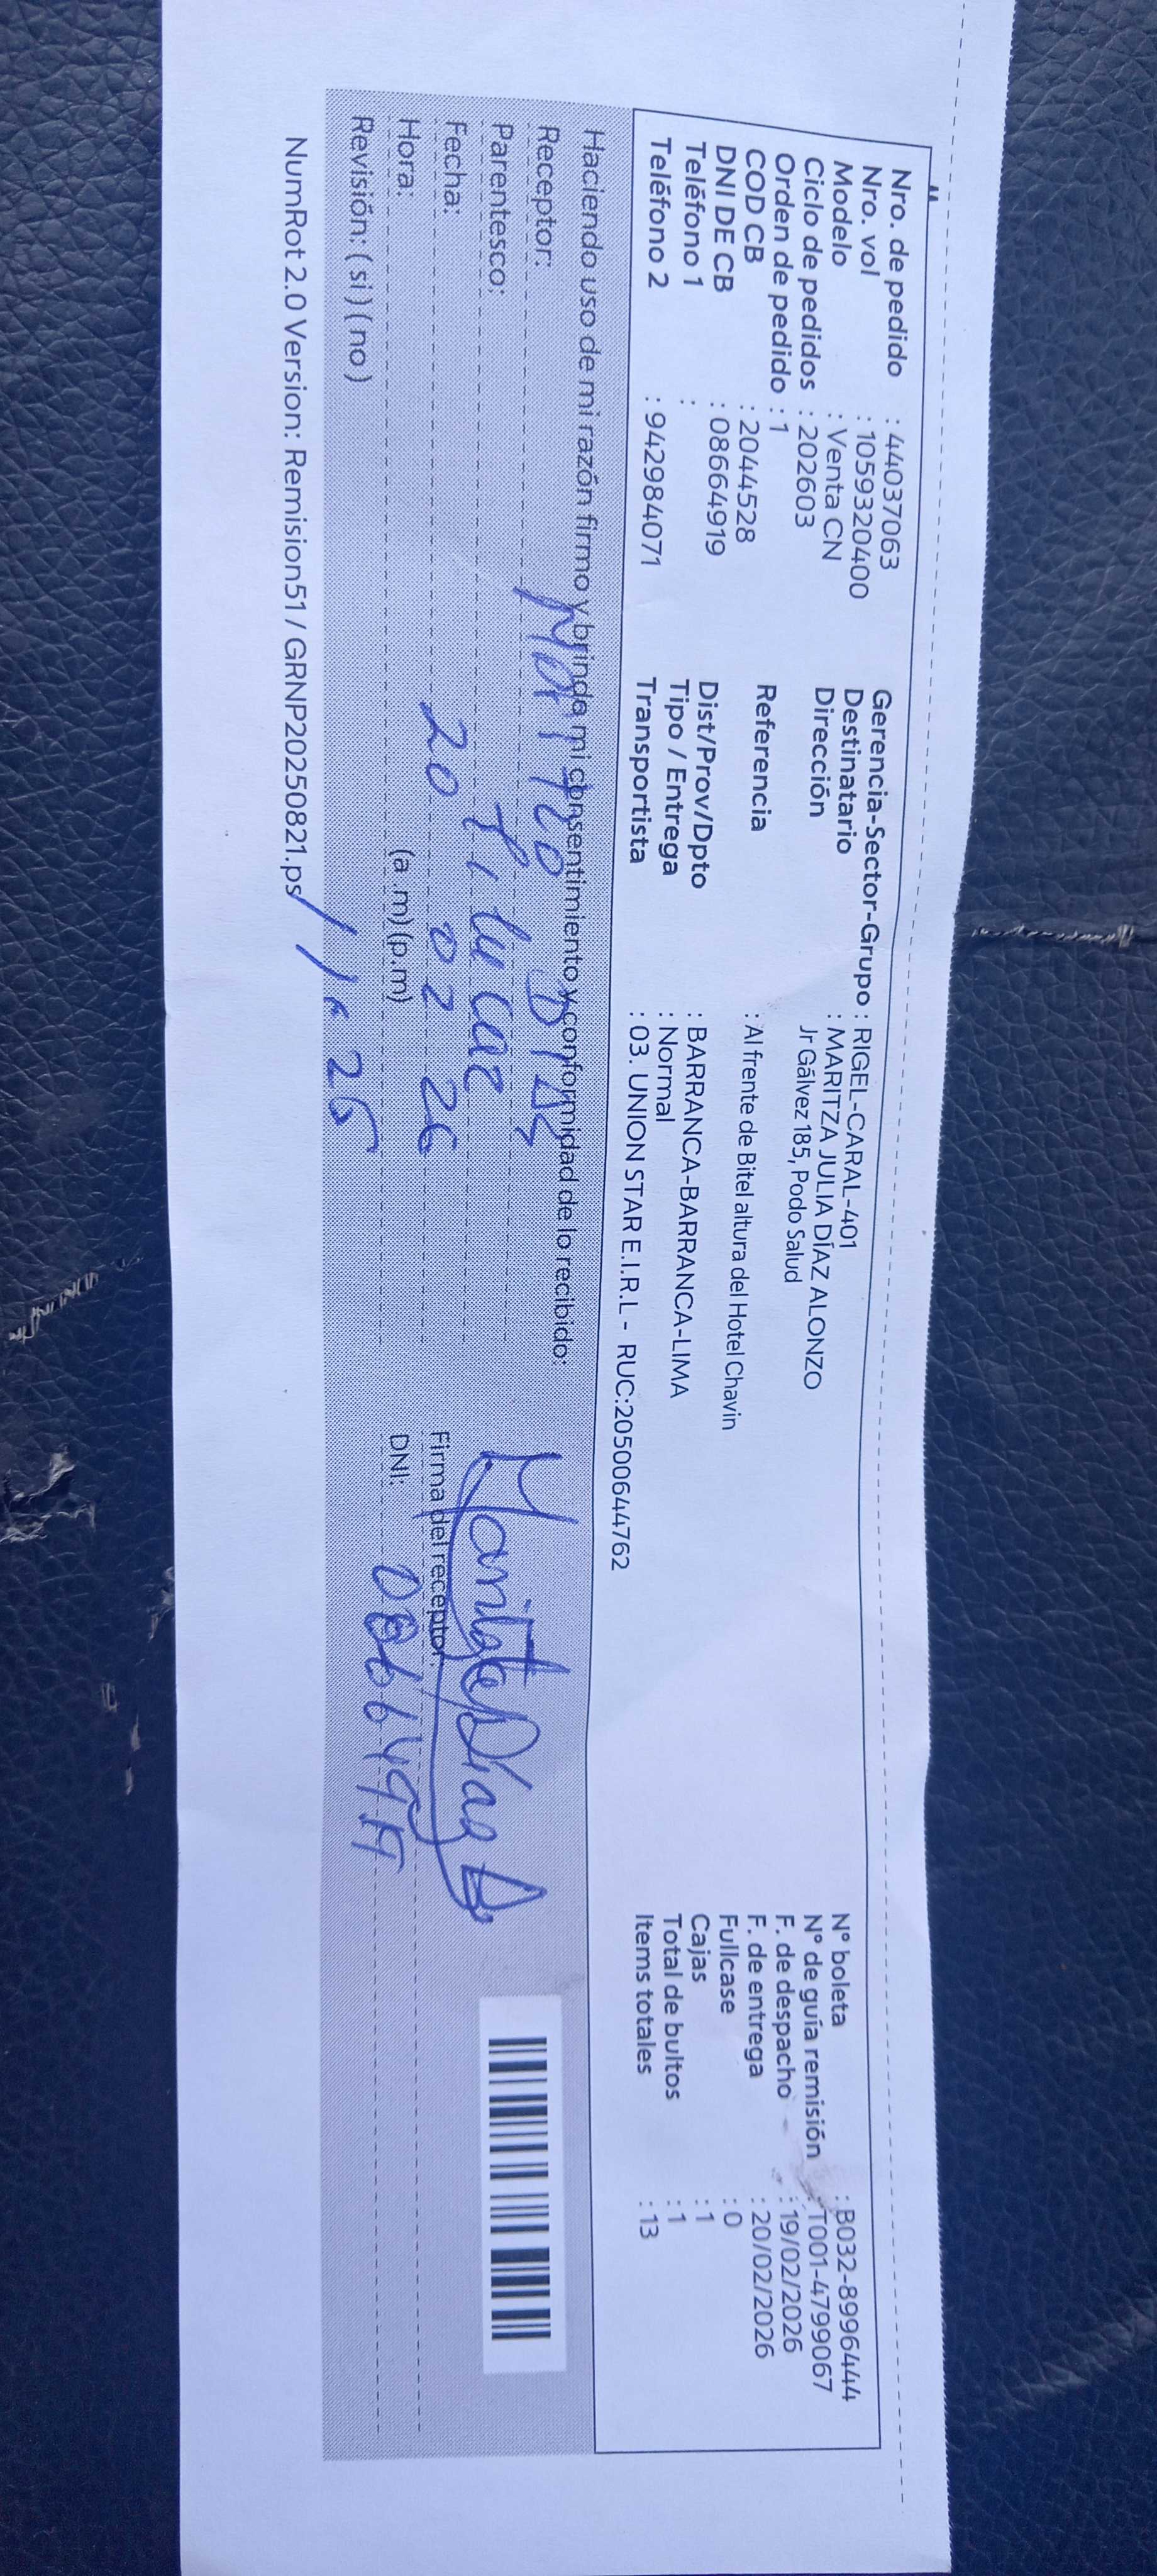 Nro. de pedido : 44037063
Nro. vol : 1059320400
Modelo : Venta CN
Ciclo de pedidos : 202603
Orden de pedido : 1
COD CB : 2044528
DNI DE CB : 08664919
Teléfono 1 :
Teléfono 2 : 942984071
Gerencia-Sector-Grupo : RIGEL-CARAL-401
Destinatario : MARITZA JULIA DÍAZ ALONZO
Dirección Jr Gálvez 185, Podo Salud
Referencia : Al frente de Bitel altura del Hotel Chavin
Dist/Prov/Dpto : BARRANCA-BARRANCA-LIMA
Tipo / Entrega : Normal
Transportista : 03. UNION STAR E.I.R.L - RUC:20500644762
N° boleta : B032-8996444
N° de guía remisión : T001-4799067
F. de despacho : 19/02/2026
F. de entrega : 20/02/2026
Fullcase : 0
Cajas : 1
Total de bultos : 1
Items totales : 13
Haciendo uso de mi razón firmo y brindo mi consentimiento y conformidad de lo recibido:
Receptor:
Parentesco:
Fecha: 20 02 26
Hora: (a m)(p.m)
Revisión: ( si ) ( no )
Maritza Díaz A
Firma del receptor
DNI:
NumRot 2.0 Version: Remision51 / GRNP20250821.ps